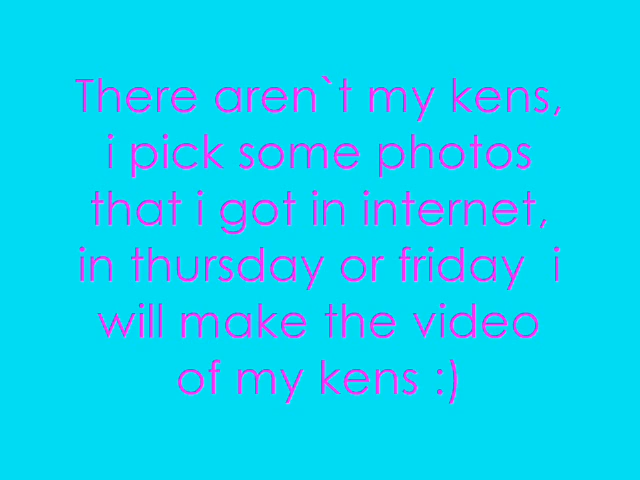 There aren`t my kens,
i pick some photos
that i got in internet,
in thursday or friday  i
will make the video
of my kens :)